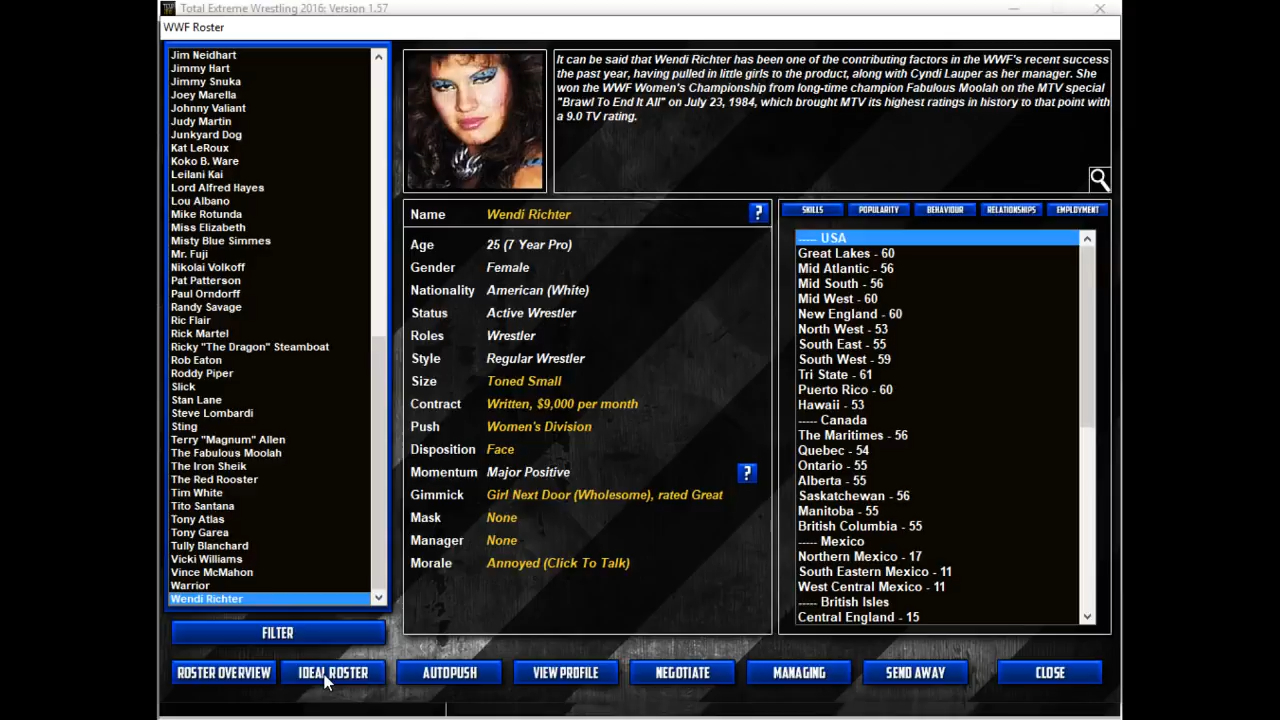 Total Extreme Wrestling 2016: Version 1.57
WWF Roster
Jim Neidhart
Jimmy Hart
Jimmy Snuka
Joey Marella
Johnny Valiant
Judy Martin
Junkyard Dog
Kat LeRoux
Koko B. Ware
Leilani Kai
Lord Alfred Hayes
Lou Albano
Mike Rotunda
Miss Elizabeth
Misty Blue Simmes
Mr. Fuji
Nikolai Volkoff
Pat Patterson
Paul Orndorff
Randy Savage
Ric Flair
Rick Martel
Ricky "The Dragon" Steamboat
Rob Eaton
Roddy Piper
Slick
Stan Lane
Steve Lombardi
Sting
Terry "Magnum" Allen
The Fabulous Moolah
The Iron Sheik
The Red Rooster
Tim White
Tito Santana
Tony Atlas
Tony Garea
Tully Blanchard
Vicki Williams
Vince McMahon
Warrior
Wendi Richter
FILTER
It can be said that Wendi Richter has been one of the contributing factors in the WWF's recent success
the past year, having pulled in little girls to the product, along with Cyndi Lauper as her manager. She
won the WWF Women's Championship from long-time champion Fabulous Moolah on the MTV special
"Brawl To End It All" on July 23, 1984, which brought MTV its highest ratings in history to that point with
a 9.0 TV rating.
Name Wendi Richter ?
Age 25 (7 Year Pro)
Gender Female
Nationality American (White)
Status Active Wrestler
Roles Wrestler
Style Regular Wrestler
Size Toned Small
Contract Written, $9,000 per month
Push Women's Division
Disposition Face
Momentum Major Positive ?
Gimmick Girl Next Door (Wholesome), rated Great
Mask None
Manager None
Morale Annoyed (Click To Talk)
SKILLS POPULARITY BEHAVIOUR RELATIONSHIPS EMPLOYMENT
----- USA
Great Lakes - 60
Mid Atlantic - 56
Mid South - 56
Mid West - 60
New England - 60
North West - 53
South East - 55
South West - 59
Tri State - 61
Puerto Rico - 60
Hawaii - 53
----- Canada
The Maritimes - 56
Quebec - 54
Ontario - 55
Alberta - 55
Saskatchewan - 56
Manitoba - 55
British Columbia - 55
----- Mexico
Northern Mexico - 17
South Eastern Mexico - 11
West Central Mexico - 11
----- British Isles
Central England - 15
ROSTER OVERVIEW IDEAL ROSTER AUTOPUSH VIEW PROFILE NEGOTIATE MANAGING SEND AWAY CLOSE